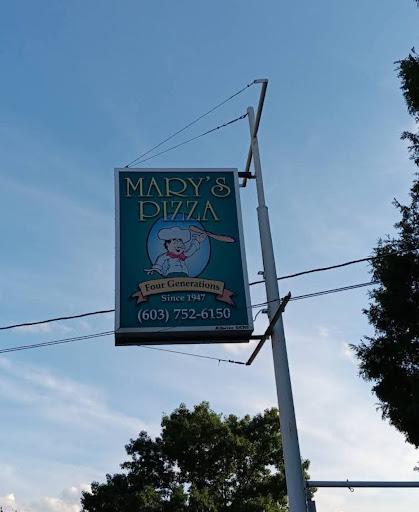 MARY'S
PIZZA
Four Generations
Since 1947
(603) 752-6150